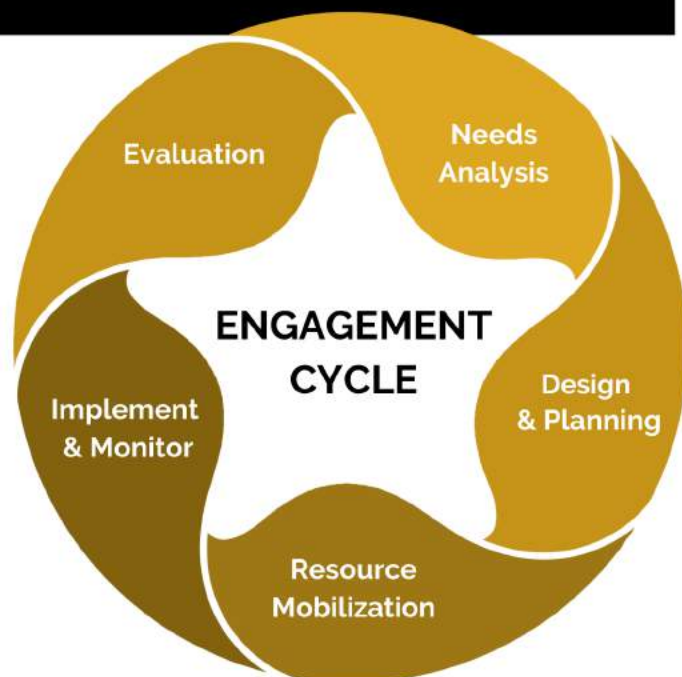 ENGAGEMENT
CYCLE
Needs
Analysis
Design
& Planning
Resource
Mobilization
Implement
& Monitor
Evaluation